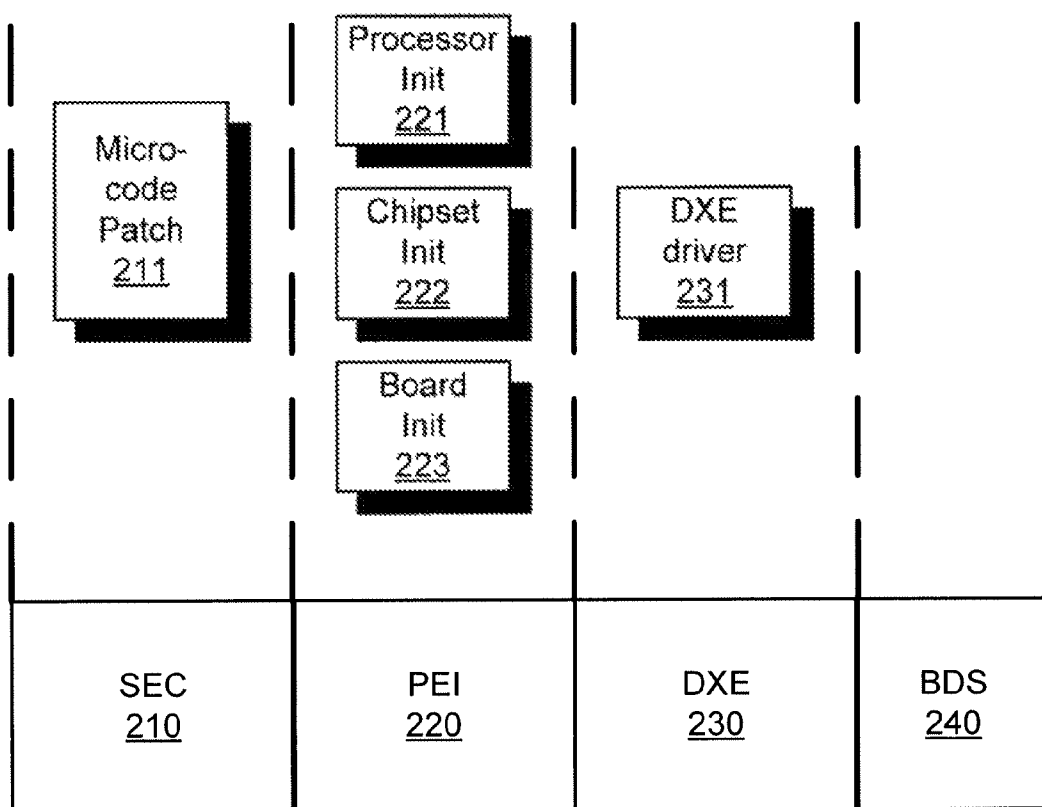 Micro-
code
Patch
211
Processor
Init
221
Chipset
Init
222
Board
Init
223
DXE
driver
231
SEC
210
PEI
220
DXE
230
BDS
240